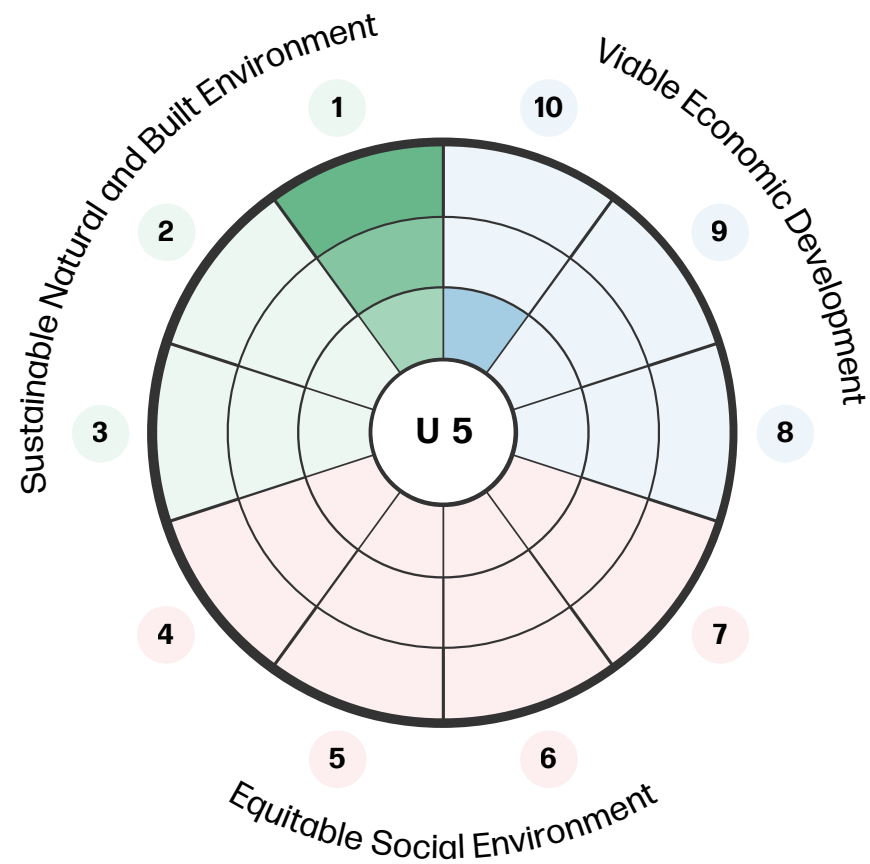 Sustainable Natural and Built Environment
Viable Economic Development
1
10
2
9
U 5
3
8
4
7
5
6
Equitable Social Environment